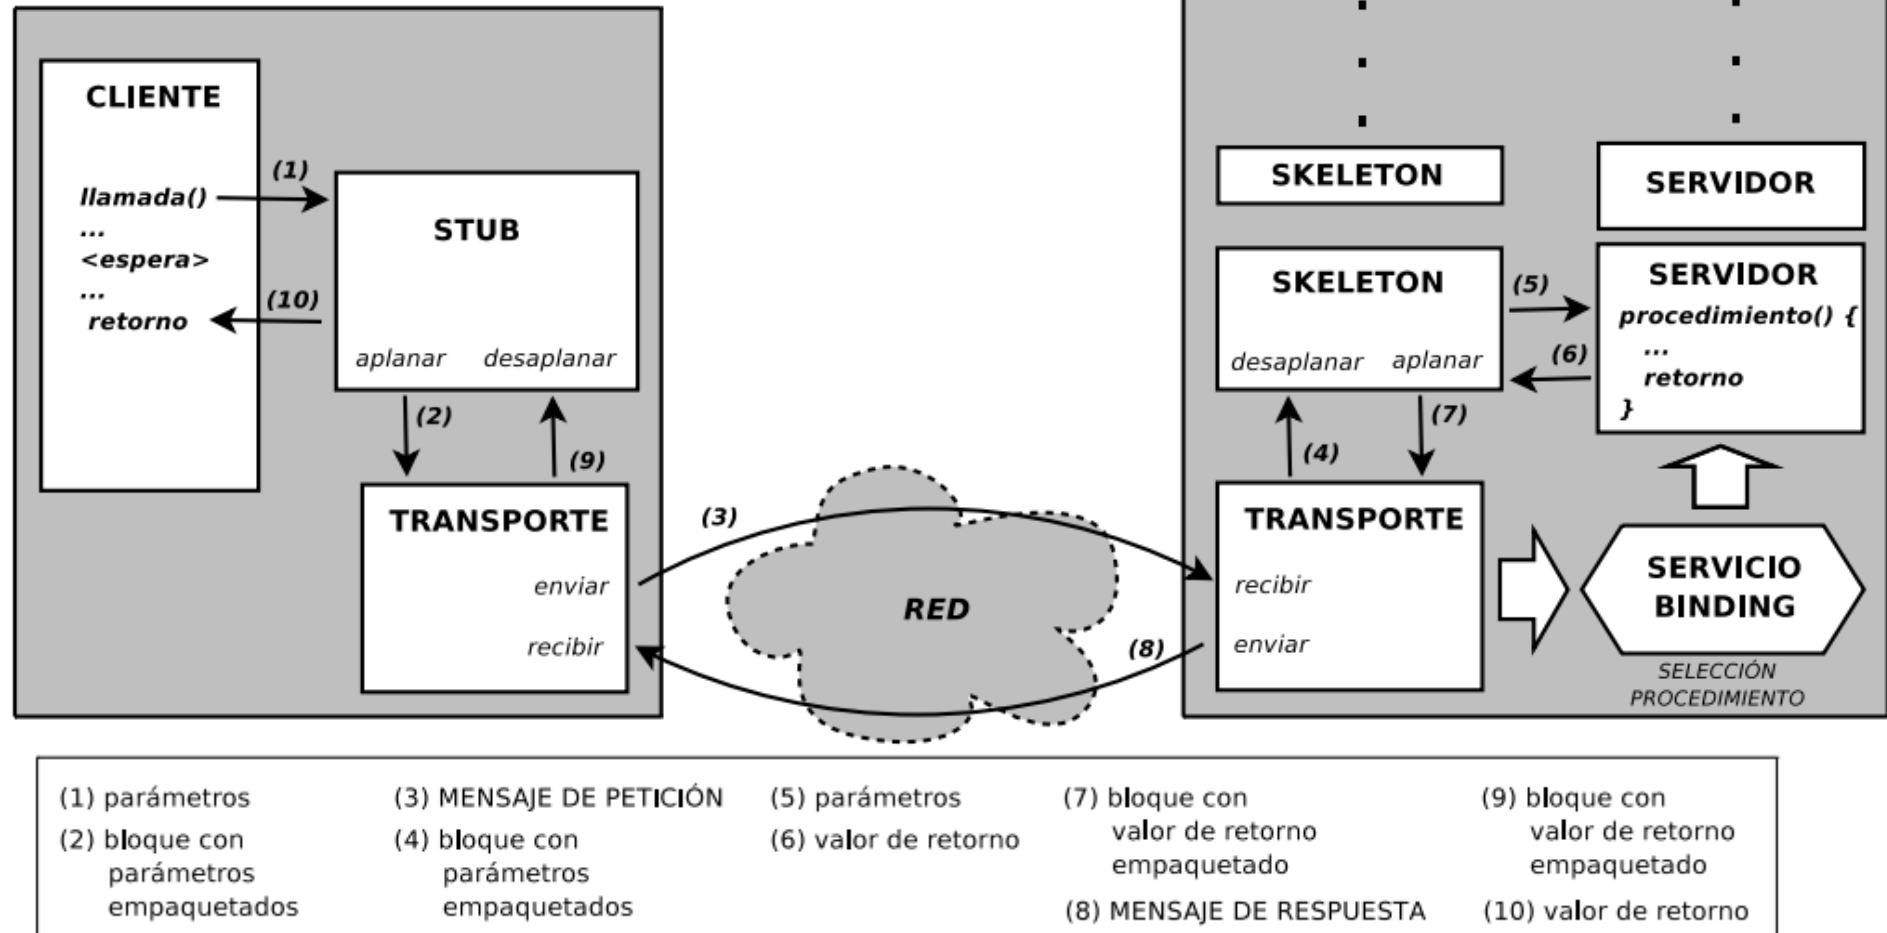 CLIENTE
llamada()
...
<espera>
...
retorno
(1)
(10)
STUB
aplanar desaplanar
(2)
(9)
TRANSPORTE
enviar
recibir
(3)
RED
(8)
SKELETON
SERVIDOR
SKELETON
desaplanar aplanar
(5)
(6)
SERVIDOR
procedimiento() {
...
retorno
}
(4)
(7)
TRANSPORTE
recibir
enviar
SERVICIO
BINDING
SELECCIÓN
PROCEDIMIENTO
(1) parámetros
(2) bloque con
parámetros
empaquetados
(3) MENSAJE DE PETICIÓN
(4) bloque con
parámetros
empaquetados
(5) parámetros
(6) valor de retorno
(7) bloque con
valor de retorno
empaquetado
(8) MENSAJE DE RESPUESTA
(9) bloque con
valor de retorno
empaquetado
(10) valor de retorno